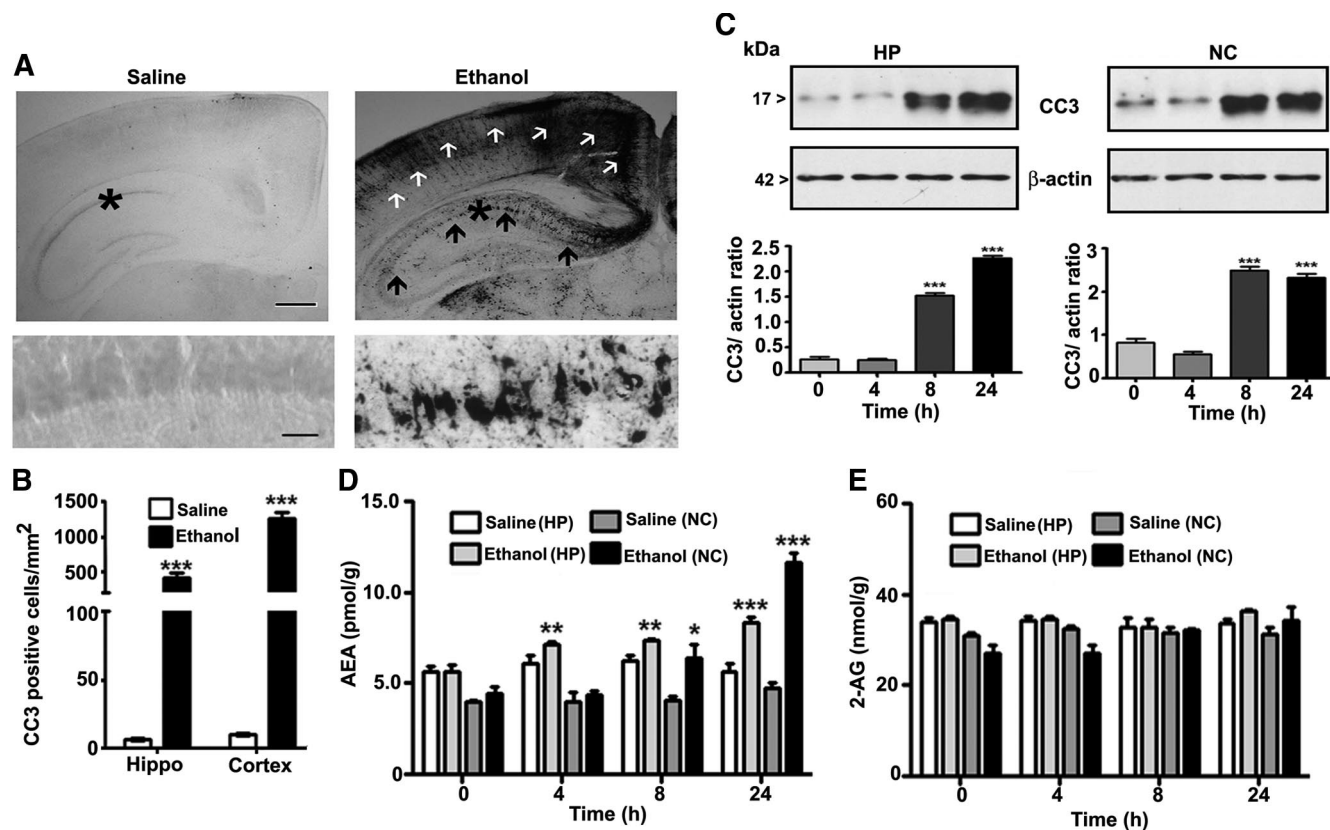 A
Saline
Ethanol
*
*
C
kDa
HP
NC
17 >
CC3
42 >
β-actin
CC3/ actin ratio
2.5
2.0
1.5
1.0
0.5
0
***
***
0 4 8 24
Time (h)
CC3/ actin ratio
3
2
1
0
***
***
0 4 8 24
Time (h)
B
CC3 positive cells/mm2
1500
1000
500
100
50
0
Saline
Ethanol
***
***
Hippo Cortex
D
AEA (pmol/g)
15.0
10.0
5.0
0
Saline (HP) Saline (NC)
Ethanol (HP) Ethanol (NC)
**
**
*
***
***
0 4 8 24
Time (h)
E
2-AG (nmol/g)
60
40
20
0
Saline (HP) Saline (NC)
Ethanol (HP) Ethanol (NC)
0 4 8 24
Time (h)